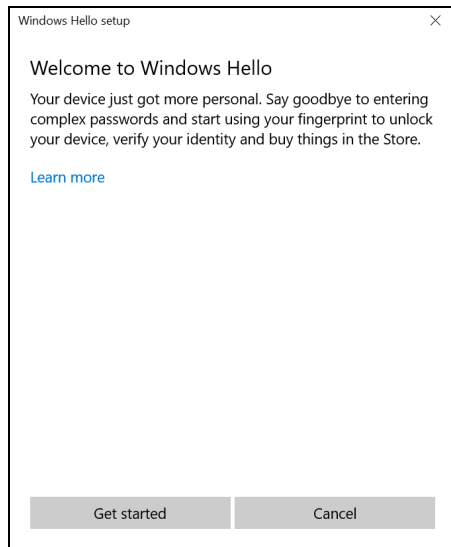 Windows Hello setup
Welcome to Windows Hello
Your device just got more personal. Say goodbye to entering
complex passwords and start using your fingerprint to unlock
your device, verify your identity and buy things in the Store.
Learn more
Get started
Cancel